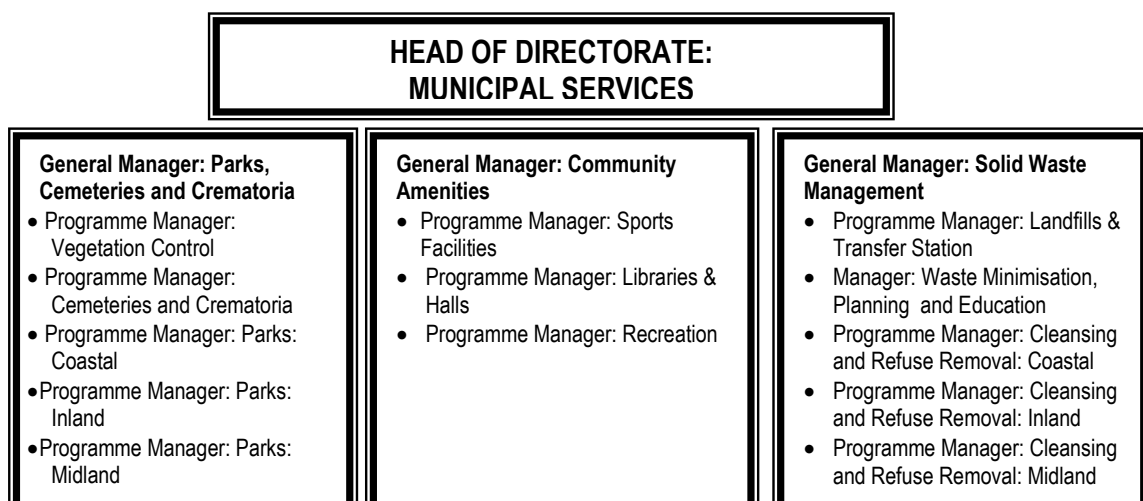 HEAD OF DIRECTORATE:
MUNICIPAL SERVICES
General Manager: Parks,
Cemeteries and Crematoria
• Programme Manager:
Vegetation Control
• Programme Manager:
Cemeteries and Crematoria
• Programme Manager: Parks:
Coastal
•Programme Manager: Parks:
Inland
•Programme Manager: Parks:
Midland
General Manager: Community
Amenities
• Programme Manager: Sports
Facilities
• Programme Manager: Libraries &
Halls
• Programme Manager: Recreation
General Manager: Solid Waste
Management
• Programme Manager: Landfills &
Transfer Station
• Manager: Waste Minimisation,
Planning and Education
• Programme Manager: Cleansing
and Refuse Removal: Coastal
• Programme Manager: Cleansing
and Refuse Removal: Inland
• Programme Manager: Cleansing
and Refuse Removal: Midland